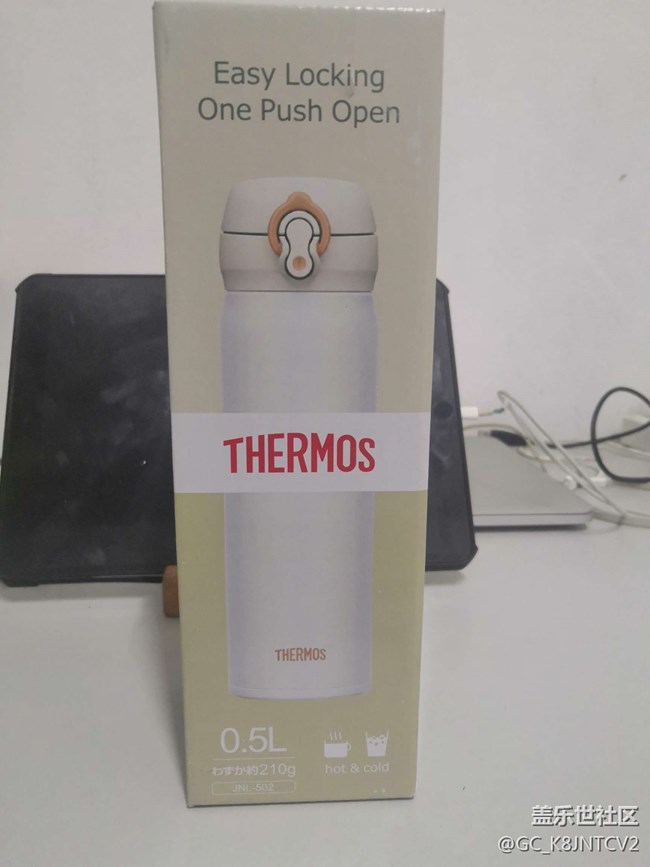 Easy Locking
One Push Open
THERMOS
THERMOS
0.5L
わずか約210g
hot & cold
JNL-502
盖乐世社区
@GC_K8JNTCV2